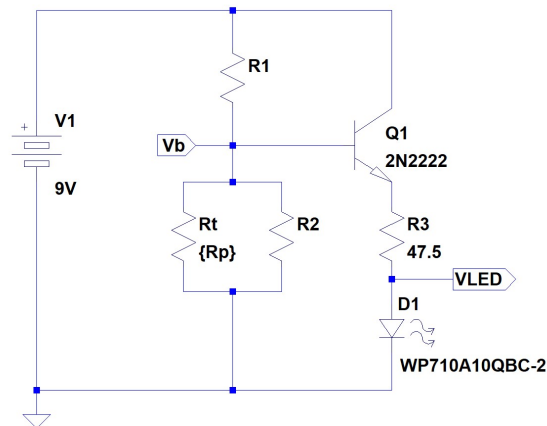 R1
V1
+
Q1
Vb
2N2222
9V
Rt
R2
R3
{Rp}
47.5
VLED
D1
WP710A10QBC-2